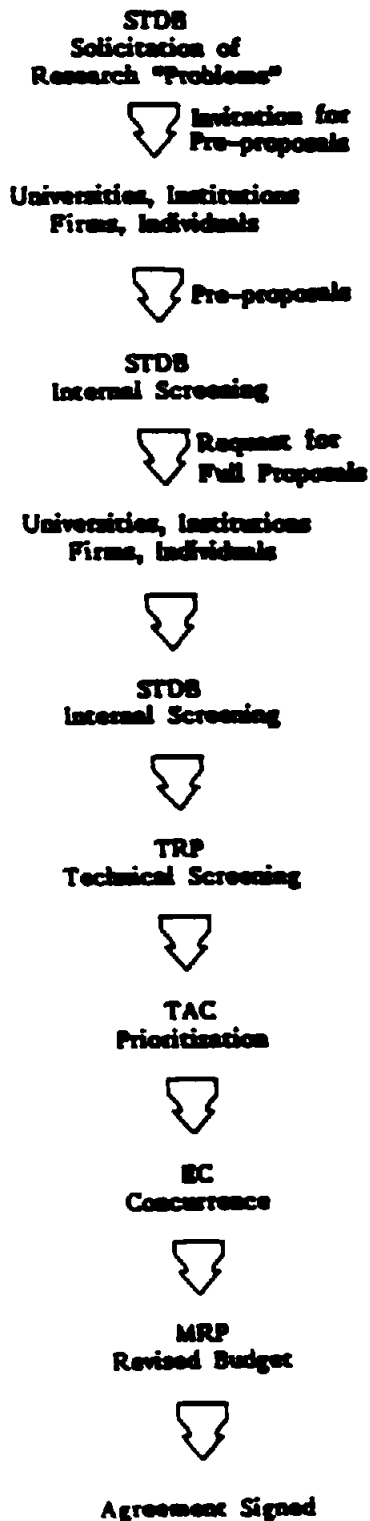 STDB
Solicitation of
Research "Problems"
Invitation for
Pre-proposals
Universities, Institutions
Firms, Individuals
Pre-proposals
STDB
Internal Screening
Request for
Full Proposals
Universities, Institutions
Firms, Individuals
STDB
Internal Screening
TRP
Technical Screening
TAC
Prioritization
EC
Concurrence
MRP
Revised Budget
Agreement Signed